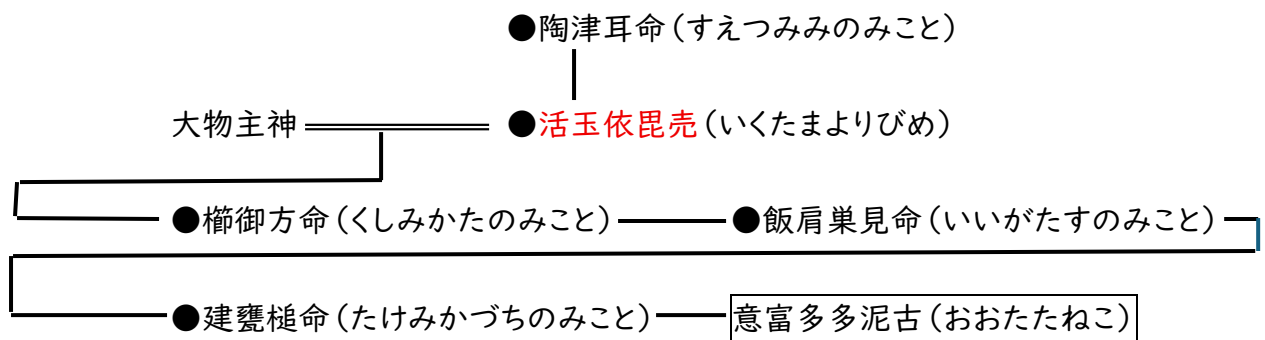 ●陶津耳命(すえつみみのみこと)
大物主神 ●活玉依毘売(いくたまよりびめ)
●櫛御方命(くしみかたのみこと) ●飯肩巣見命(いいがたすのみこと)
●建甕槌命(たけみかづちのみこと) 意富多多泥古(おおたたねこ)